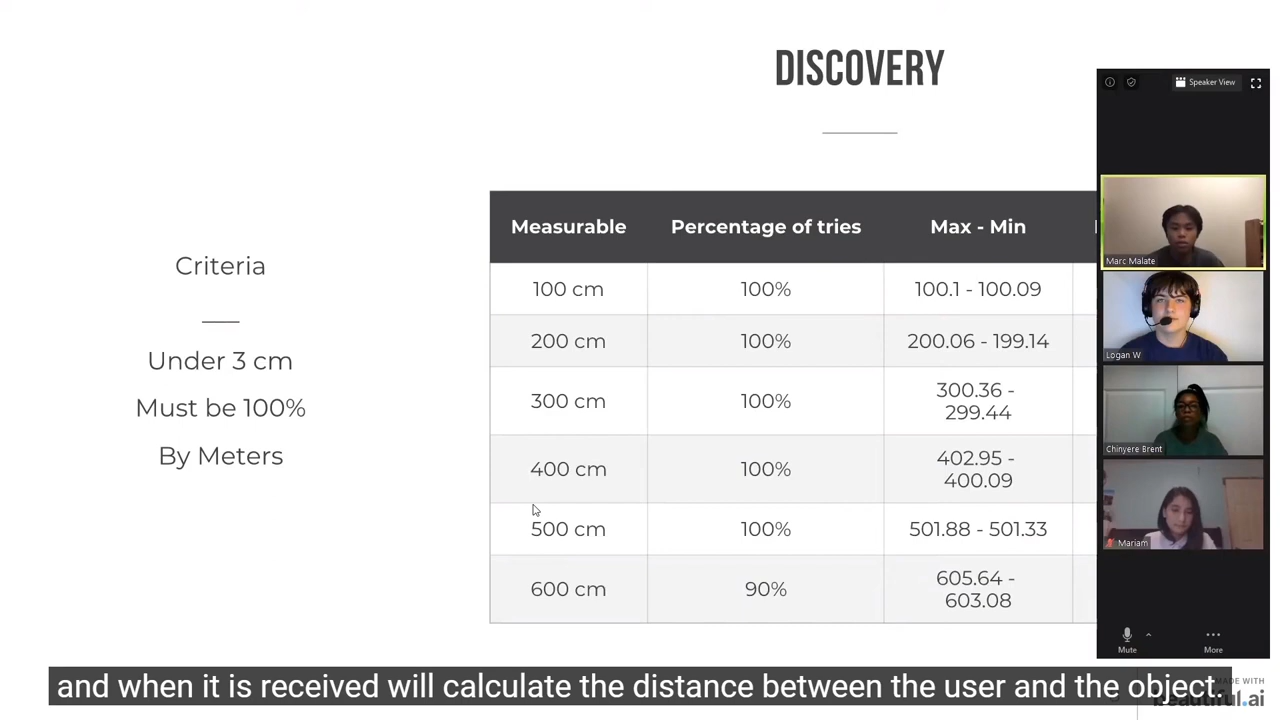 DISCOVERY
Speaker View
Criteria
Under 3 cm
Must be 100%
By Meters
Measurable Percentage of tries Max - Min
100 cm 100% 100.1 - 100.09
200 cm 100% 200.06 - 199.14
300 cm 100% 300.36 -
299.44
400 cm 100% 402.95 -
400.09
500 cm 100% 501.88 - 501.33
600 cm 90% 605.64 -
603.08
Marc Malate
Logan W
Chinyere Brent
Mariam
Mute More
and when it is received will calculate the distance between the user and the object.
MADE WITH
beautiful.ai